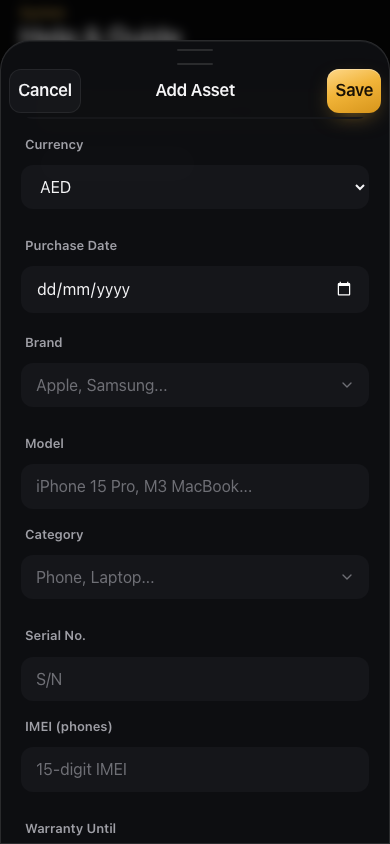 Cancel
Add Asset
Save
Currency
AED
Purchase Date
dd/mm/yyyy
Brand
Apple, Samsung...
Model
iPhone 15 Pro, M3 MacBook...
Category
Phone, Laptop...
Serial No.
S/N
IMEI (phones)
15-digit IMEI
Warranty Until